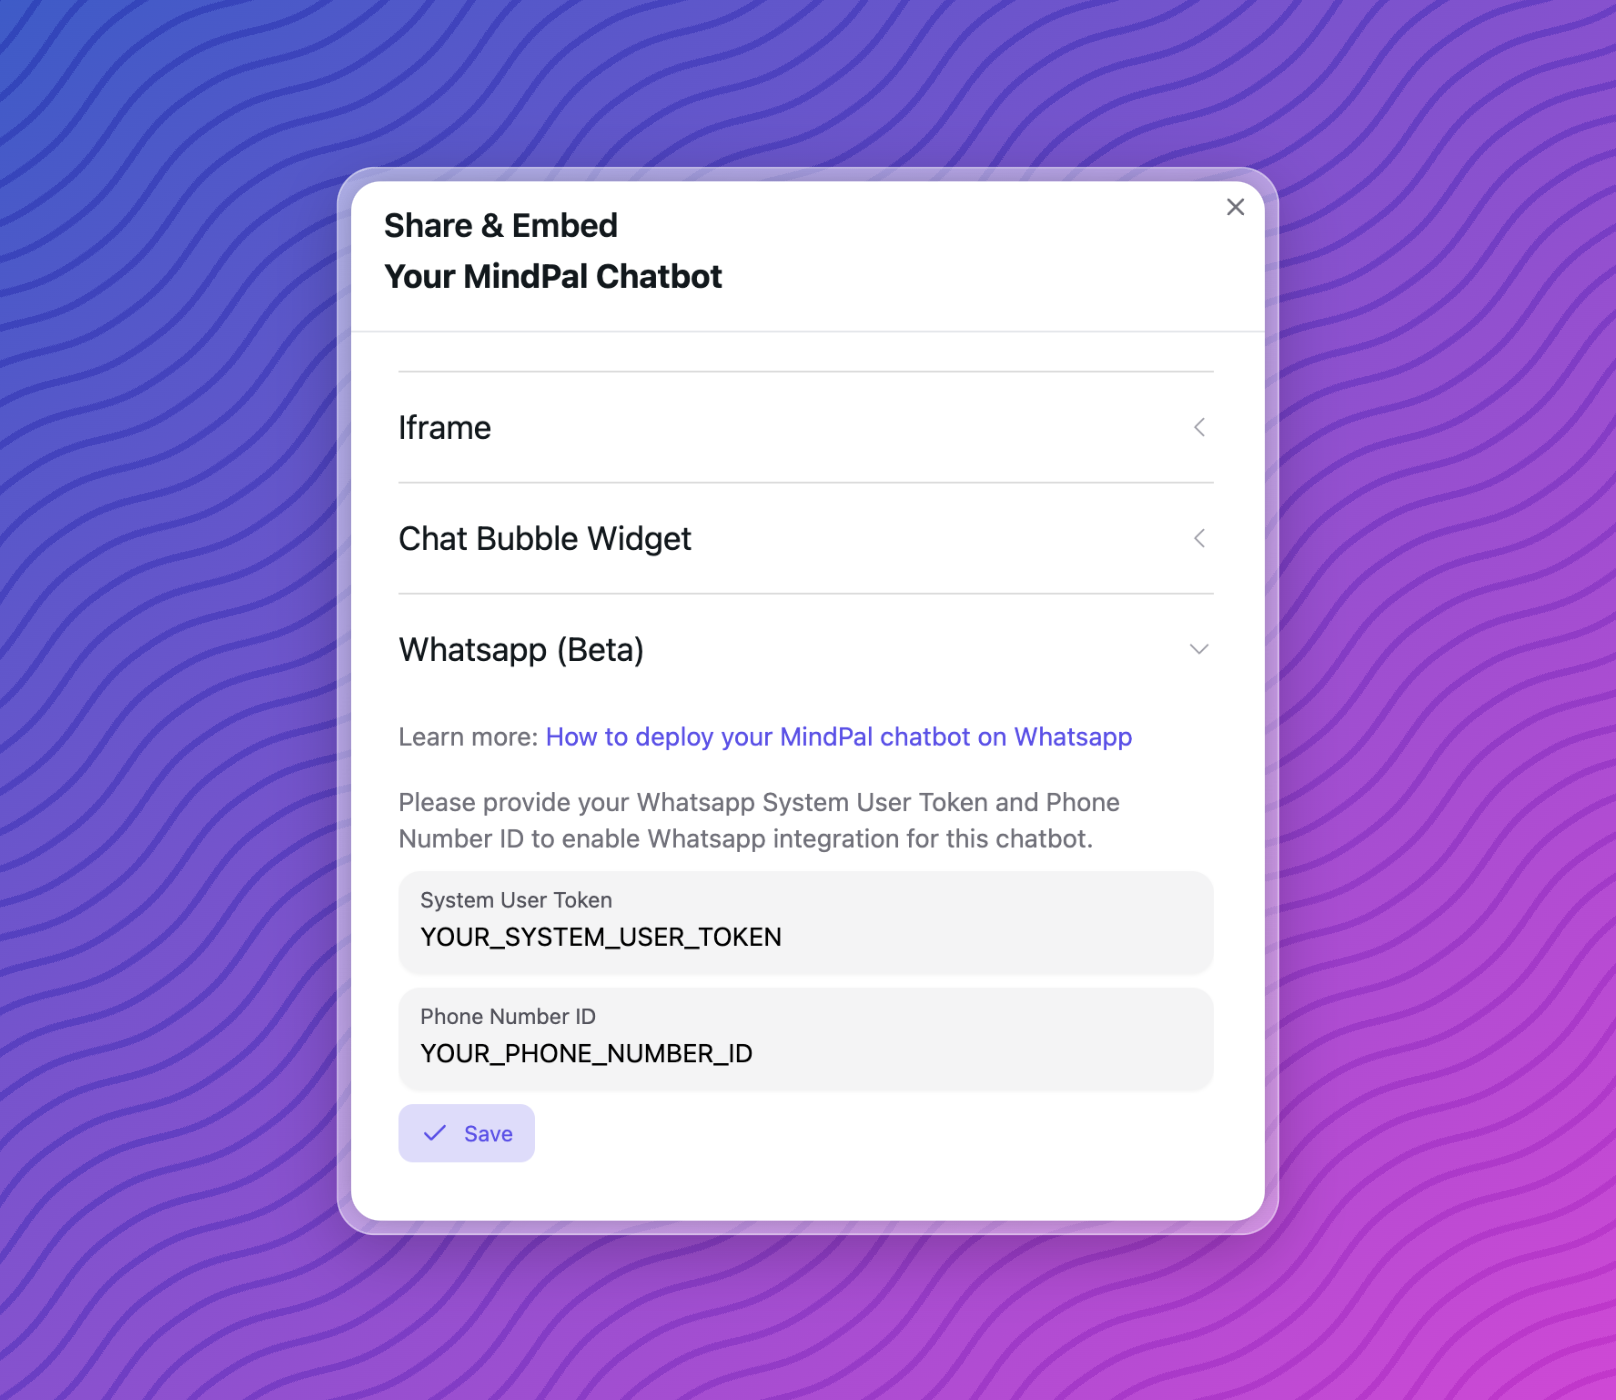 Share & Embed
Your MindPal Chatbot
Iframe
Chat Bubble Widget
Whatsapp (Beta)
Learn more: How to deploy your MindPal chatbot on Whatsapp
Please provide your Whatsapp System User Token and Phone
Number ID to enable Whatsapp integration for this chatbot.
System User Token
YOUR_SYSTEM_USER_TOKEN
Phone Number ID
YOUR_PHONE_NUMBER_ID
Save